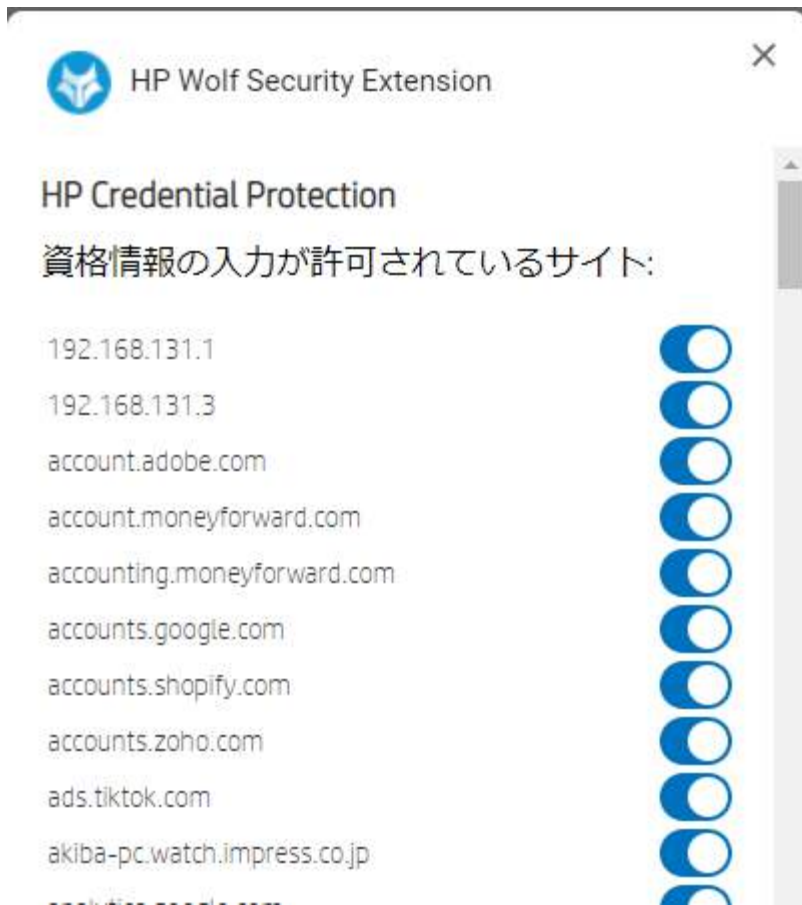 HP Wolf Security Extension
HP Credential Protection
資格情報の入力が許可されているサイト:
192.168.131.1
192.168.131.3
account.adobe.com
account.moneyforward.com
accounting.moneyforward.com
accounts.google.com
accounts.shopify.com
accounts.zoho.com
ads.tiktok.com
akiba-pc.watch.impress.co.jp
analytics.google.com